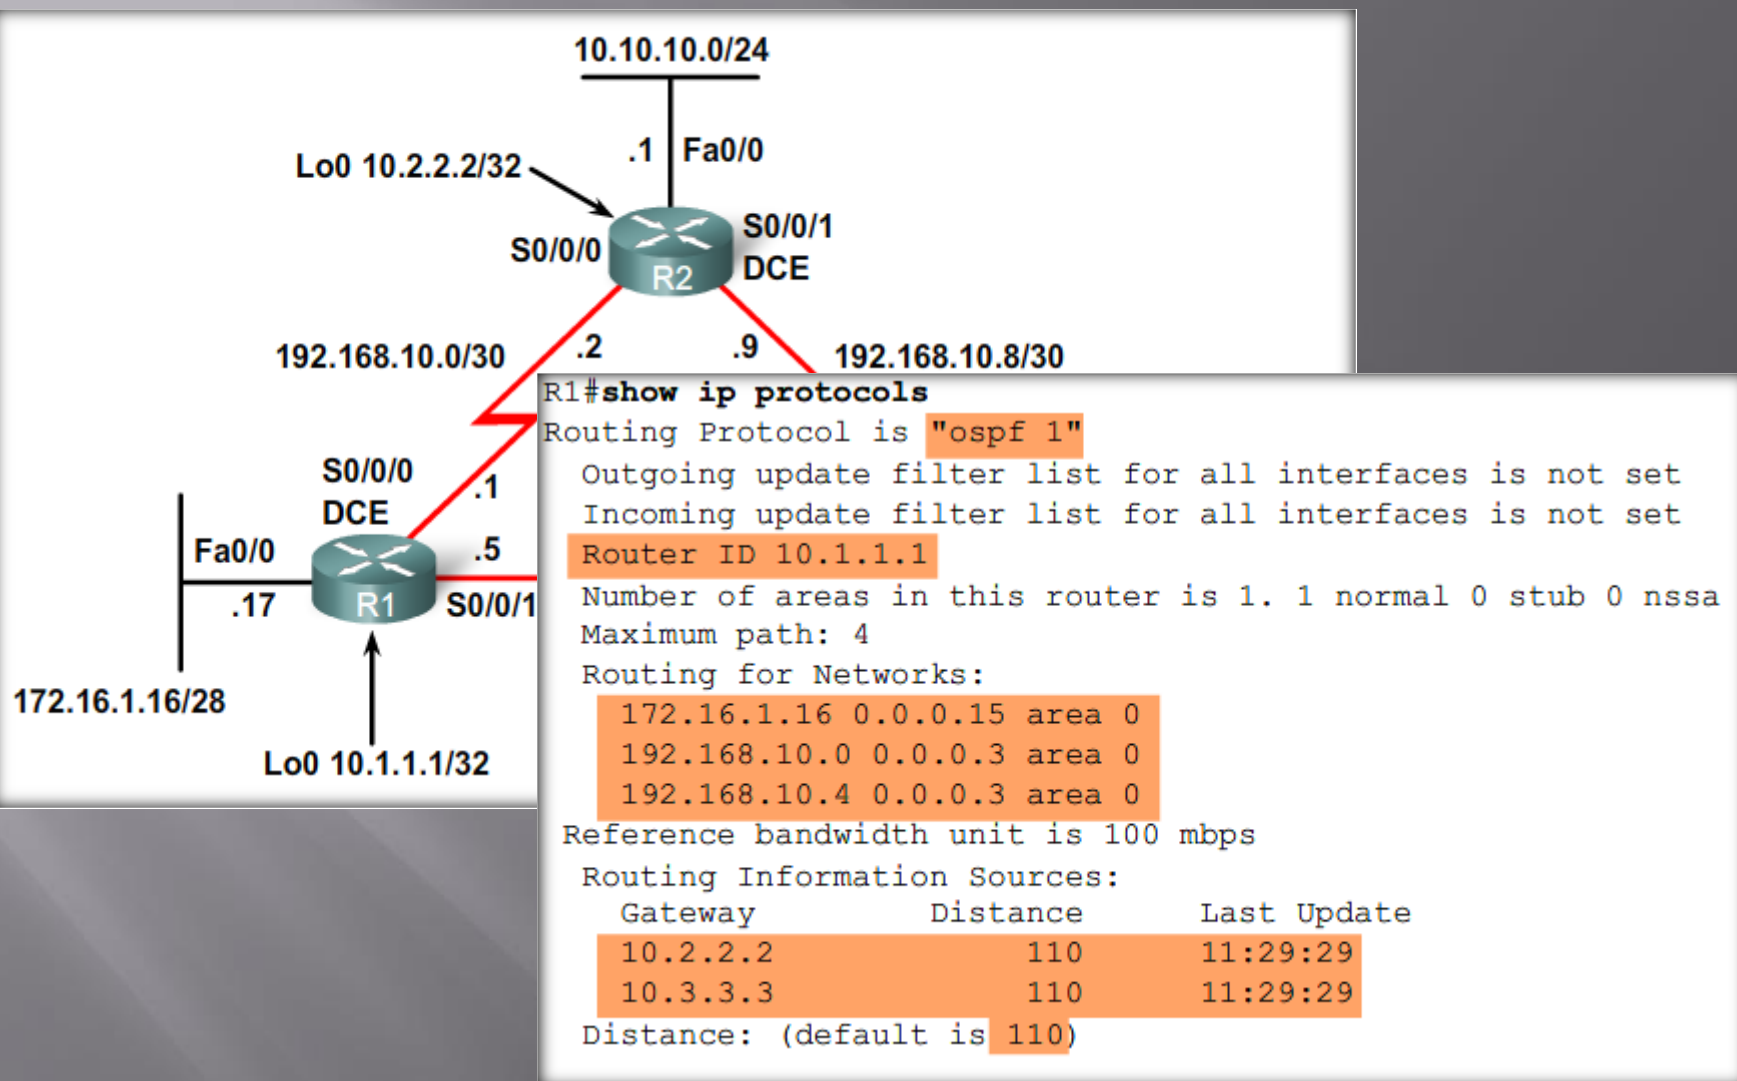 10.10.10.0/24
.1 Fa0/0
Lo0 10.2.2.2/32
S0/0/0
S0/0/1
DCE
R2
192.168.10.0/30
.2
.9
192.168.10.8/30
S0/0/0
DCE
.1
Fa0/0
.17
R1
.5
S0/0/1
172.16.1.16/28
Lo0 10.1.1.1/32
R1#show ip protocols
Routing Protocol is "ospf 1"
Outgoing update filter list for all interfaces is not set
Incoming update filter list for all interfaces is not set
Router ID 10.1.1.1
Number of areas in this router is 1. 1 normal 0 stub 0 nssa
Maximum path: 4
Routing for Networks:
172.16.1.16 0.0.0.15 area 0
192.168.10.0 0.0.0.3 area 0
192.168.10.4 0.0.0.3 area 0
Reference bandwidth unit is 100 mbps
Routing Information Sources:
Gateway Distance Last Update
10.2.2.2 110 11:29:29
10.3.3.3 110 11:29:29
Distance: (default is 110)